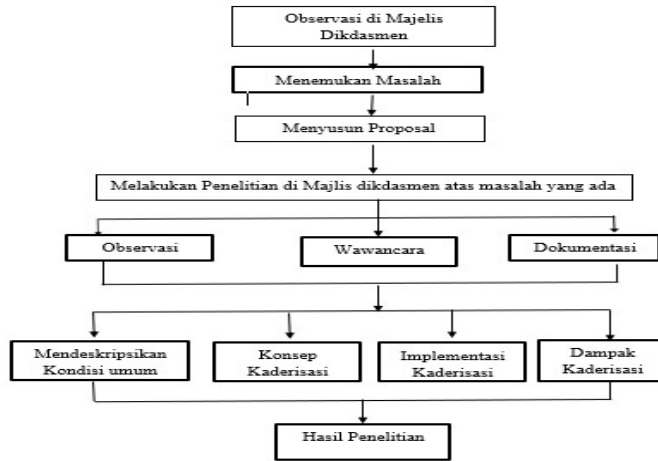 Observasi di Majelis
Dikdasmen
Menemukan Masalah
Menyusun Proposal
Melakukan Penelitian di Majlis dikdasmen atas masalah yang ada
Observasi
Wawancara
Dokumentasi
Mendeskripsikan
Kondisi umum
Konsep
Kaderisasi
Implementasi
Kaderisasi
Dampak
Kaderisasi
Hasil Penelitian